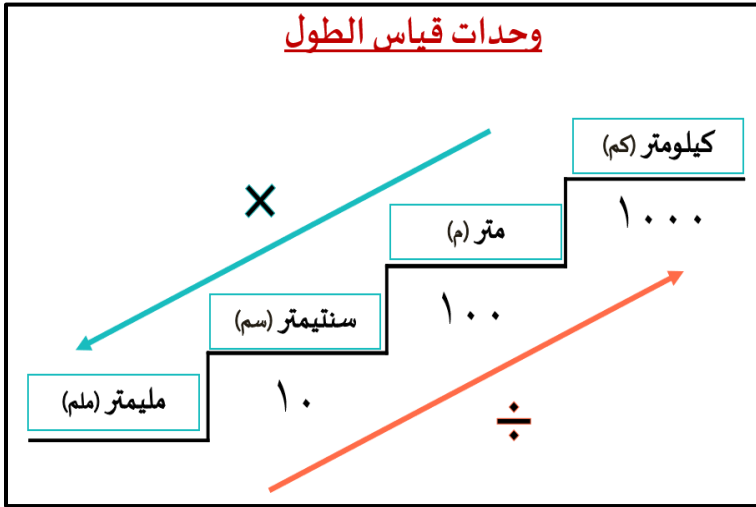 وحدات قياس الطول
كيلومتر (كم)
١٠٠٠
×
متر (م)
١٠٠
سنتيمتر (سم)
١٠
مليمتر (ملم)
÷